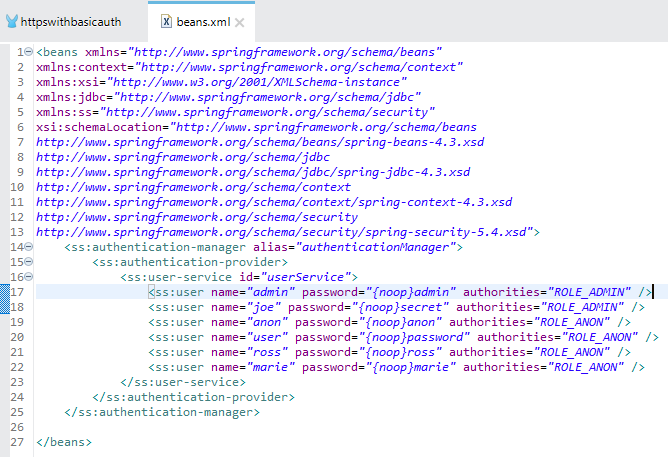 httpswithbasicauth beans.xml
1 <beans xmlns="http://www.springframework.org/schema/beans"
2 xmlns:context="http://www.springframework.org/schema/context"
3 xmlns:xsi="http://www.w3.org/2001/XMLSchema-instance"
4 xmlns:jdbc="http://www.springframework.org/schema/jdbc"
5 xmlns:ss="http://www.springframework.org/schema/security"
6 xsi:schemaLocation="http://www.springframework.org/schema/beans
7 http://www.springframework.org/schema/beans/spring-beans-4.3.xsd
8 http://www.springframework.org/schema/jdbc
9 http://www.springframework.org/schema/jdbc/spring-jdbc-4.3.xsd
10 http://www.springframework.org/schema/context
11 http://www.springframework.org/schema/context/spring-context-4.3.xsd
12 http://www.springframework.org/schema/security
13 http://www.springframework.org/schema/security/spring-security-5.4.xsd">
14 <ss:authentication-manager alias="authenticationManager">
15 <ss:authentication-provider>
16 <ss:user-service id="userService">
17 <ss:user name="admin" password="{noop}admin" authorities="ROLE_ADMIN" />
18 <ss:user name="joe" password="{noop}secret" authorities="ROLE_ADMIN" />
19 <ss:user name="anon" password="{noop}anon" authorities="ROLE_ANON" />
20 <ss:user name="user" password="{noop}password" authorities="ROLE_ANON" />
21 <ss:user name="ross" password="{noop}ross" authorities="ROLE_ANON" />
22 <ss:user name="marie" password="{noop}marie" authorities="ROLE_ANON" />
23 </ss:user-service>
24 </ss:authentication-provider>
25 </ss:authentication-manager>
26
27 </beans>